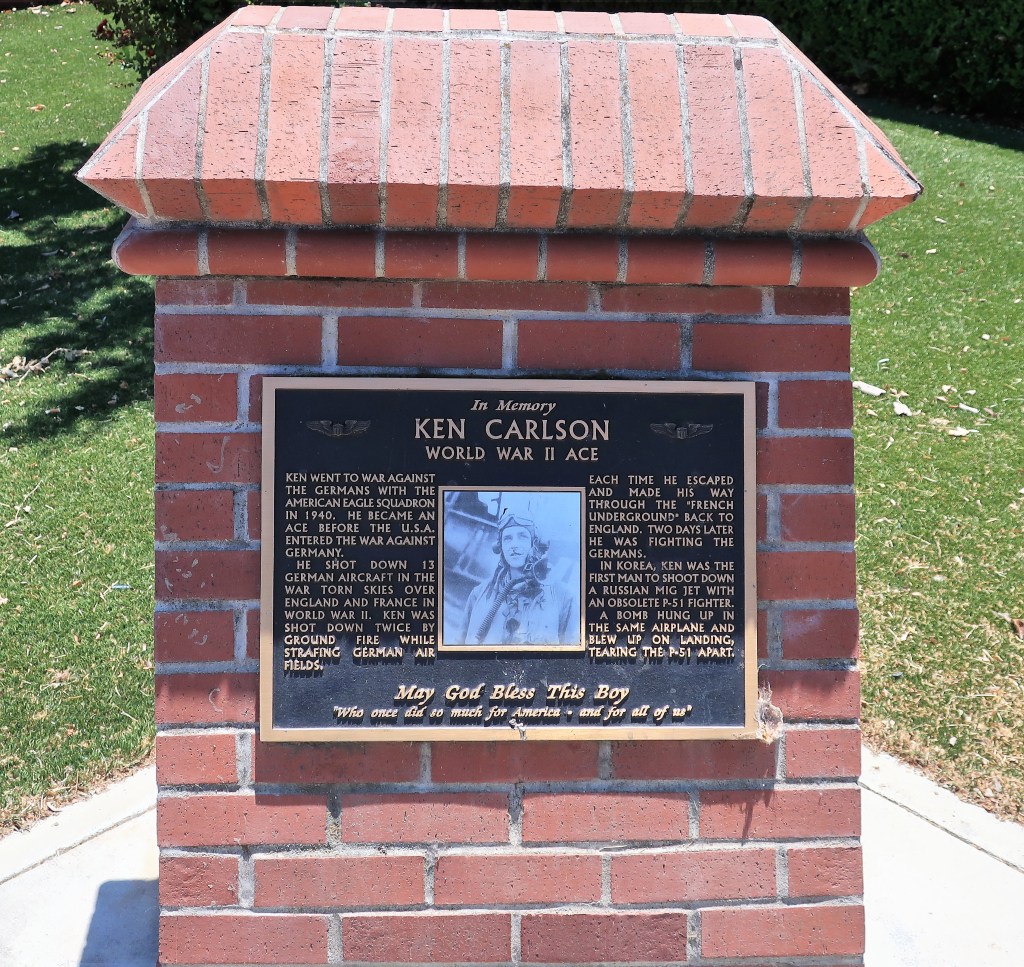 In Memory
KEN CARLSON
WORLD WAR II ACE
KEN WENT TO WAR AGAINST
THE GERMANS WITH THE
AMERICAN EAGLE SQUADRON
IN 1940. HE BECAME AN
ACE BEFORE THE U.S.A.
ENTERED THE WAR AGAINST
GERMANY.
HE SHOT DOWN 13
GERMAN AIRCRAFT IN THE
WAR TORN SKIES OVER
ENGLAND AND FRANCE IN
WORLD WAR II. KEN WAS
SHOT DOWN TWICE BY
GROUND FIRE WHILE
STRAFING GERMAN AIR
FIELDS.
EACH TIME HE ESCAPED
AND MADE HIS WAY
THROUGH THE "FRENCH
UNDERGROUND" BACK TO
ENGLAND. TWO DAYS LATER
HE WAS FIGHTING THE
GERMANS.
IN KOREA, KEN WAS THE
FIRST MAN TO SHOOT DOWN
A RUSSIAN MIG JET WITH
AN OBSOLETE P-51 FIGHTER.
A BOMB HUNG UP IN
THE SAME AIRPLANE AND
BLEW UP ON LANDING,
TEARING THE P-51 APART.
May God Bless This Boy
"Who once did so much for America - and for all of us"